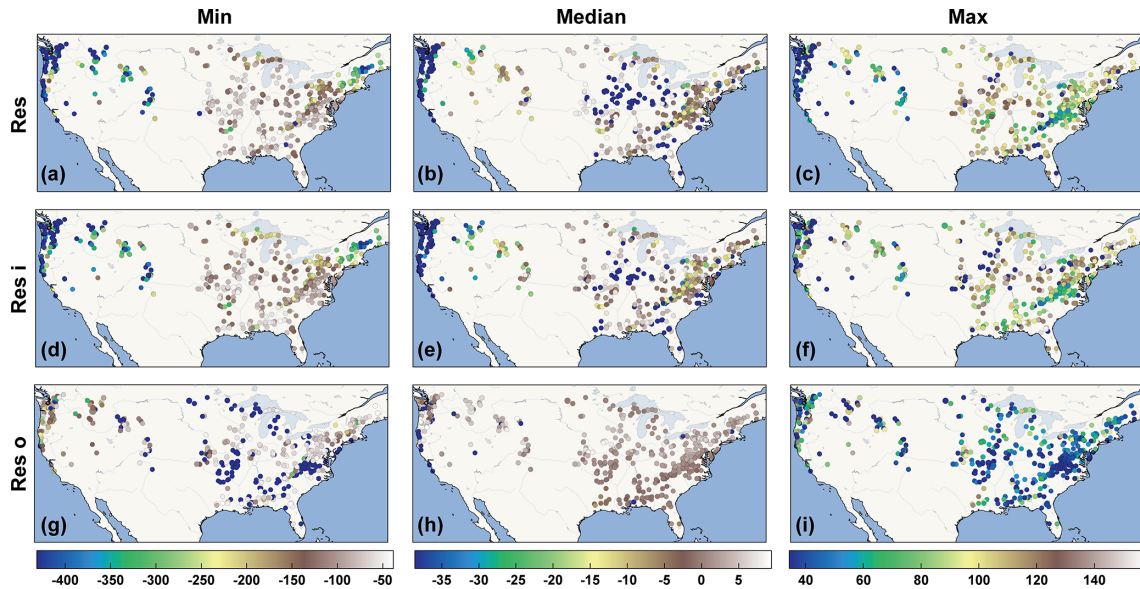 Min Median Max
Res
(a) (b) (c)
Res i
(d) (e) (f)
Res o
(g) (h) (i)
-400 -350 -300 -250 -200 -150 -100 -50 -35 -30 -25 -20 -15 -10 -5 0 5 40 60 80 100 120 140